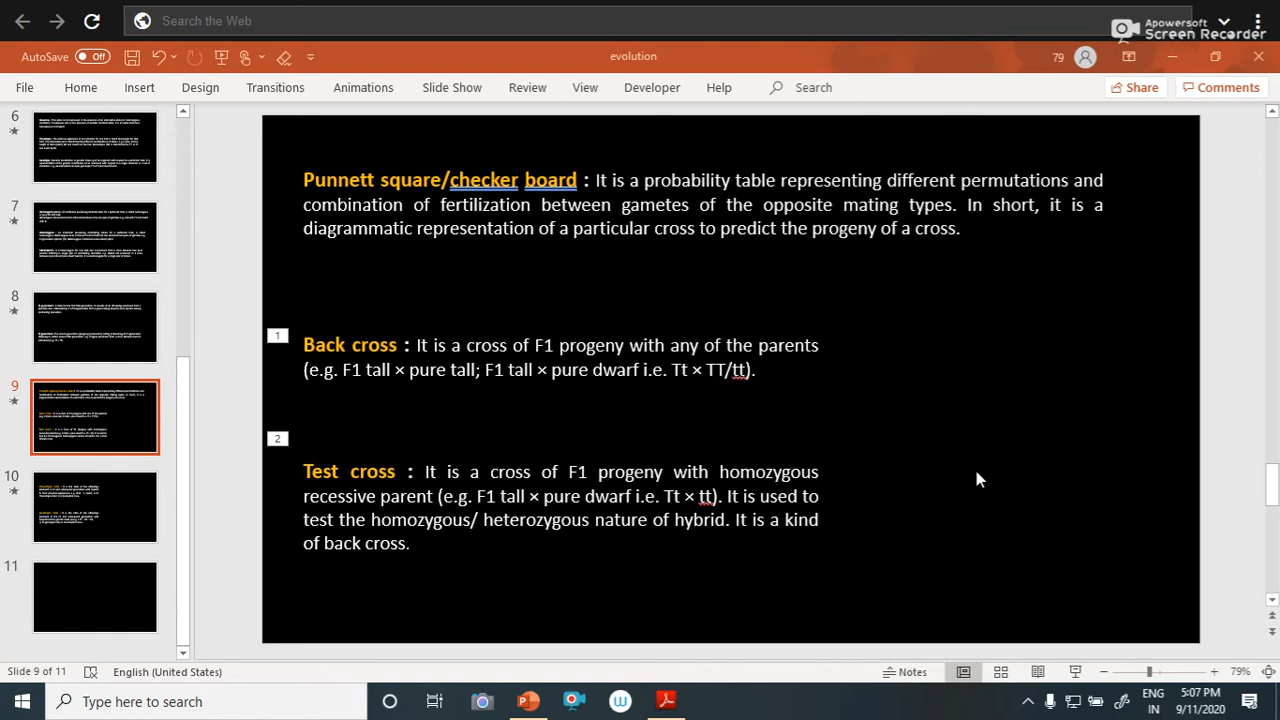 Search the Web
Apowersoft
Screen Recorder
AutoSave Off
evolution
79
File Home Insert Design Transitions Animations Slide Show Review View Developer Help Search Share Comments
6
7
8
9
10
11
Punnett square/checker board : It is a probability table representing different permutations and
combination of fertilization between gametes of the opposite mating types. In short, it is a
diagrammatic representation of a particular cross to predict the progeny of a cross.
1
Back cross : It is a cross of F1 progeny with any of the parents
(e.g. F1 tall × pure tall; F1 tall × pure dwarf i.e. Tt × TT/tt).
2
Test cross : It is a cross of F1 progeny with homozygous
recessive parent (e.g. F1 tall × pure dwarf i.e. Tt × tt). It is used to
test the homozygous/ heterozygous nature of hybrid. It is a kind
of back cross.
Slide 9 of 11 English (United States) Notes 79%
Type here to search
ENG
IN
5:07 PM
9/11/2020